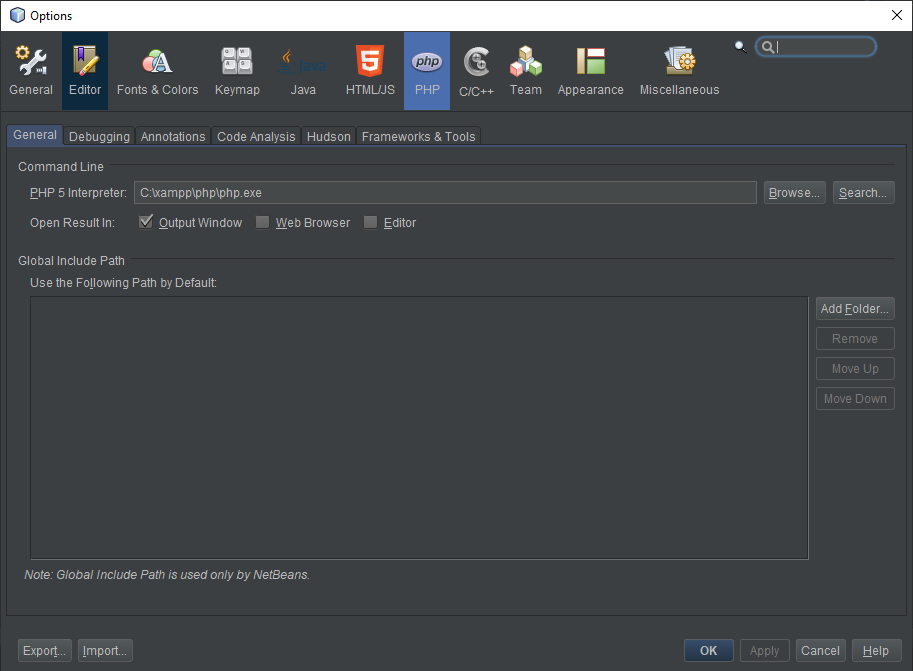 Options
General Editor Fonts & Colors Keymap Java Java HTML/JS 5 php PHP C/C++ Team Appearance Miscellaneous
General Debugging Annotations Code Analysis Hudson Frameworks & Tools
Command Line
PHP 5 Interpreter: C:\xampp\php\php.exe Browse... Search...
Open Result In: Output Window Web Browser Editor
Global Include Path
Use the Following Path by Default:
Add Folder...
Remove
Move Up
Move Down
Note: Global Include Path is used only by NetBeans.
Export... Import... OK Apply Cancel Help